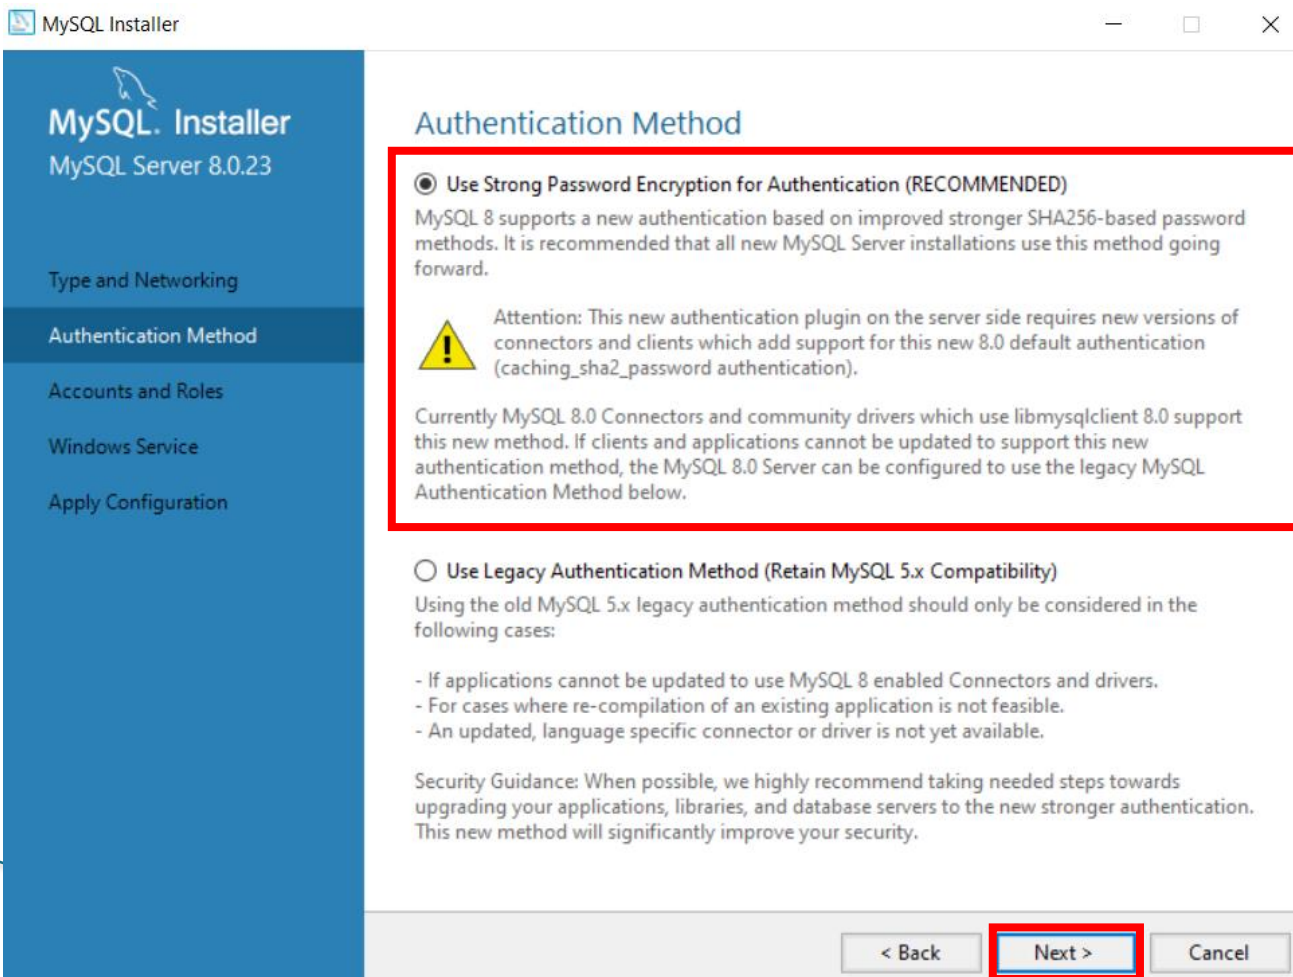 MySQL Installer
MySQL. Installer
MySQL Server 8.0.23
Type and Networking
Authentication Method
Accounts and Roles
Windows Service
Apply Configuration
Authentication Method
Use Strong Password Encryption for Authentication (RECOMMENDED)
MySQL 8 supports a new authentication based on improved stronger SHA256-based password
methods. It is recommended that all new MySQL Server installations use this method going
forward.
Attention: This new authentication plugin on the server side requires new versions of
connectors and clients which add support for this new 8.0 default authentication
(caching_sha2_password authentication).
Currently MySQL 8.0 Connectors and community drivers which use libmysqlclient 8.0 support
this new method. If clients and applications cannot be updated to support this new
authentication method, the MySQL 8.0 Server can be configured to use the legacy MySQL
Authentication Method below.
Use Legacy Authentication Method (Retain MySQL 5.x Compatibility)
Using the old MySQL 5.x legacy authentication method should only be considered in the
following cases:
- If applications cannot be updated to use MySQL 8 enabled Connectors and drivers.
- For cases where re-compilation of an existing application is not feasible.
- An updated, language specific connector or driver is not yet available.
Security Guidance: When possible, we highly recommend taking needed steps towards
upgrading your applications, libraries, and database servers to the new stronger authentication.
This new method will significantly improve your security.
< Back
Next >
Cancel